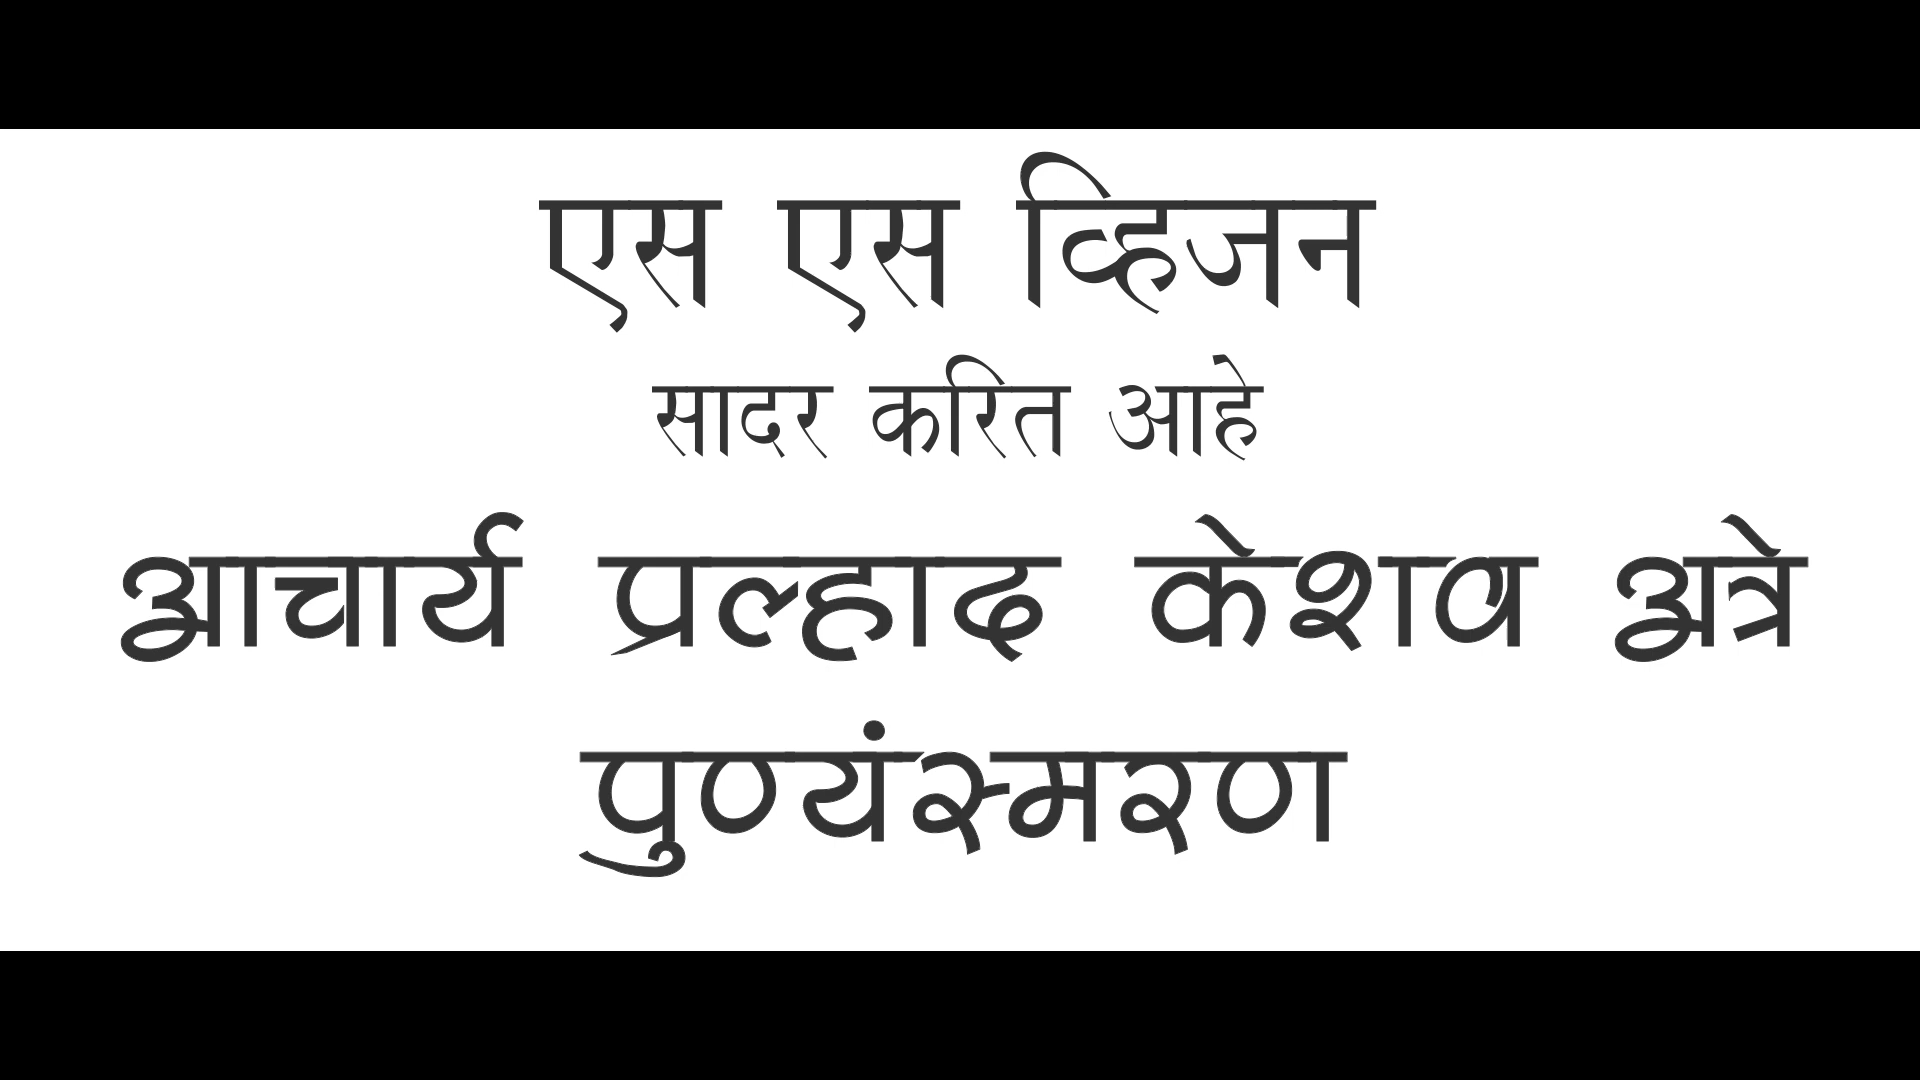 एस एस व्हिजन
सादर करित आहे
आचार्य प्रल्हाद केशव अत्रे
पुण्यंस्मरण